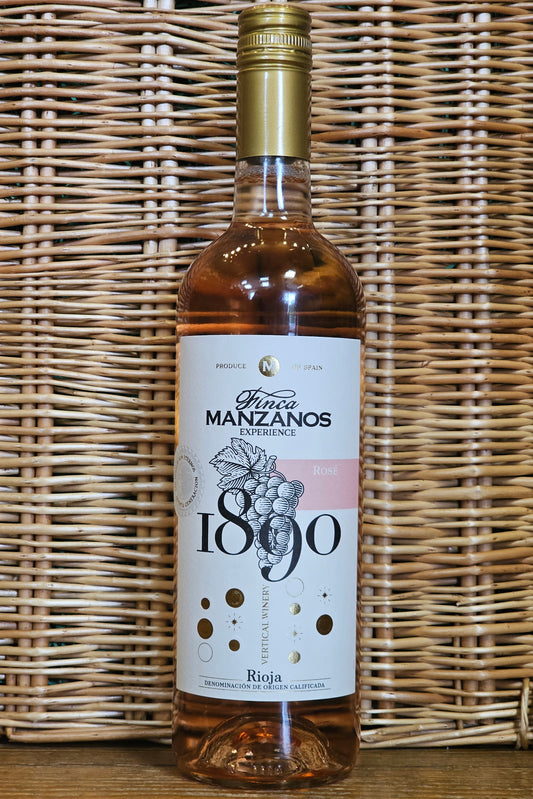 PRODUCE M OF SPAIN
Finca
MANZANOS
EXPERIENCE
ROSÉ
1890
VERTICAL WINERY
Rioja
DENOMINACIÓN DE ORIGEN CALIFICADA